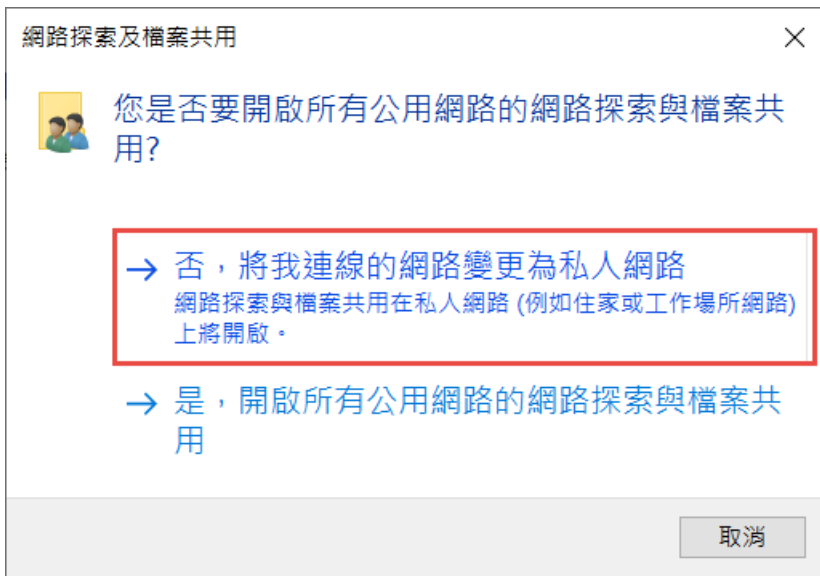 網路探索及檔案共用
您是否要開啟所有公用網路的網路探索與檔案共
用?
→ 否，將我連線的網路變更為私人網路
網路探索與檔案共用在私人網路 (例如住家或工作場所網路)
上將開啟。
→ 是，開啟所有公用網路的網路探索與檔案共
用
取消